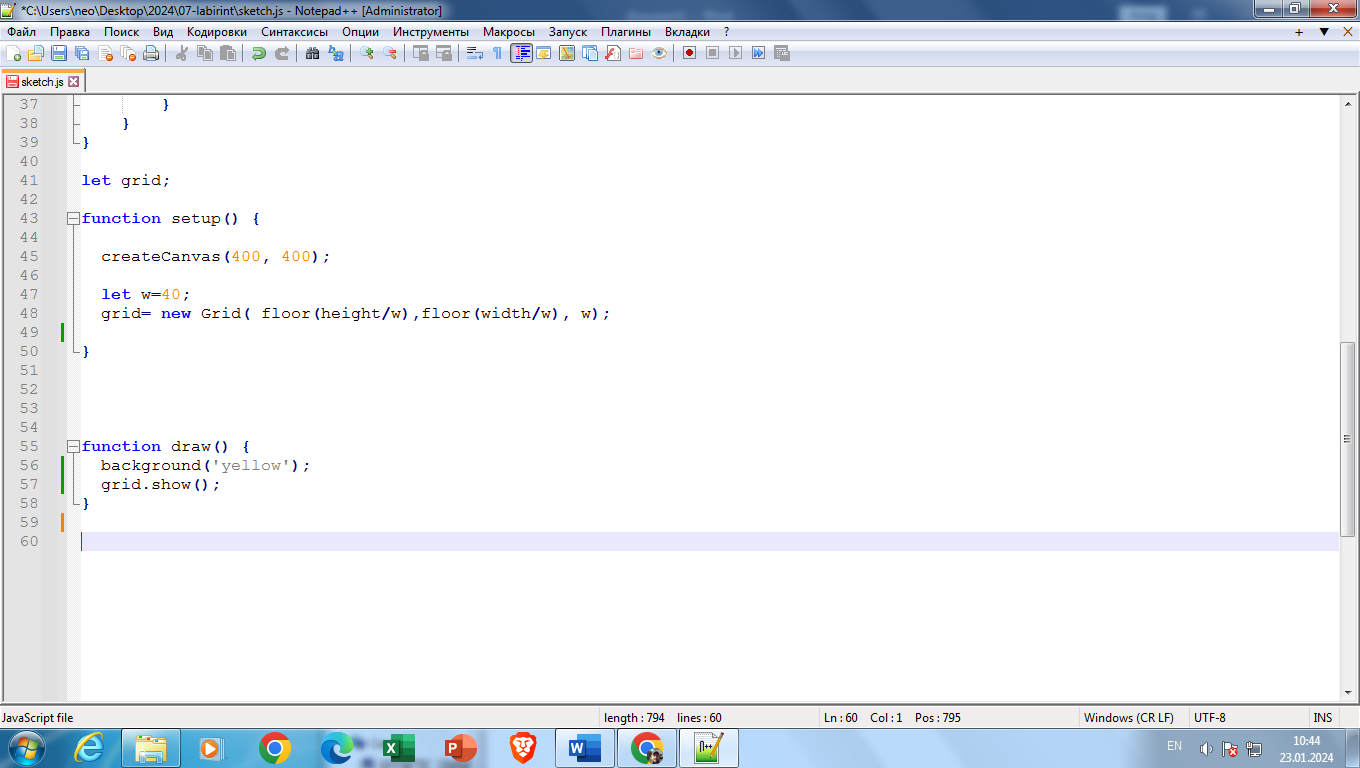 *C:\Users\neo\Desktop\2024\07-labirint\sketch.js - Notepad++ [Administrator]
Файл Правка Поиск Вид Кодировки Синтаксисы Опции Инструменты Макросы Запуск Плагины Вкладки ?
sketch.js
37 }
38 }
39 }
40
41 let grid;
42
43 function setup() {
44
45 createCanvas(400, 400);
46
47 let w=40;
48 grid= new Grid( floor(height/w),floor(width/w), w);
49
50 }
51
52
53
54
55 function draw() {
56 background('yellow');
57 grid.show();
58 }
59
60
JavaScript file length : 794 lines : 60 Ln : 60 Col : 1 Pos : 795 Windows (CR LF) UTF-8 INS
EN 10:44
23.01.2024